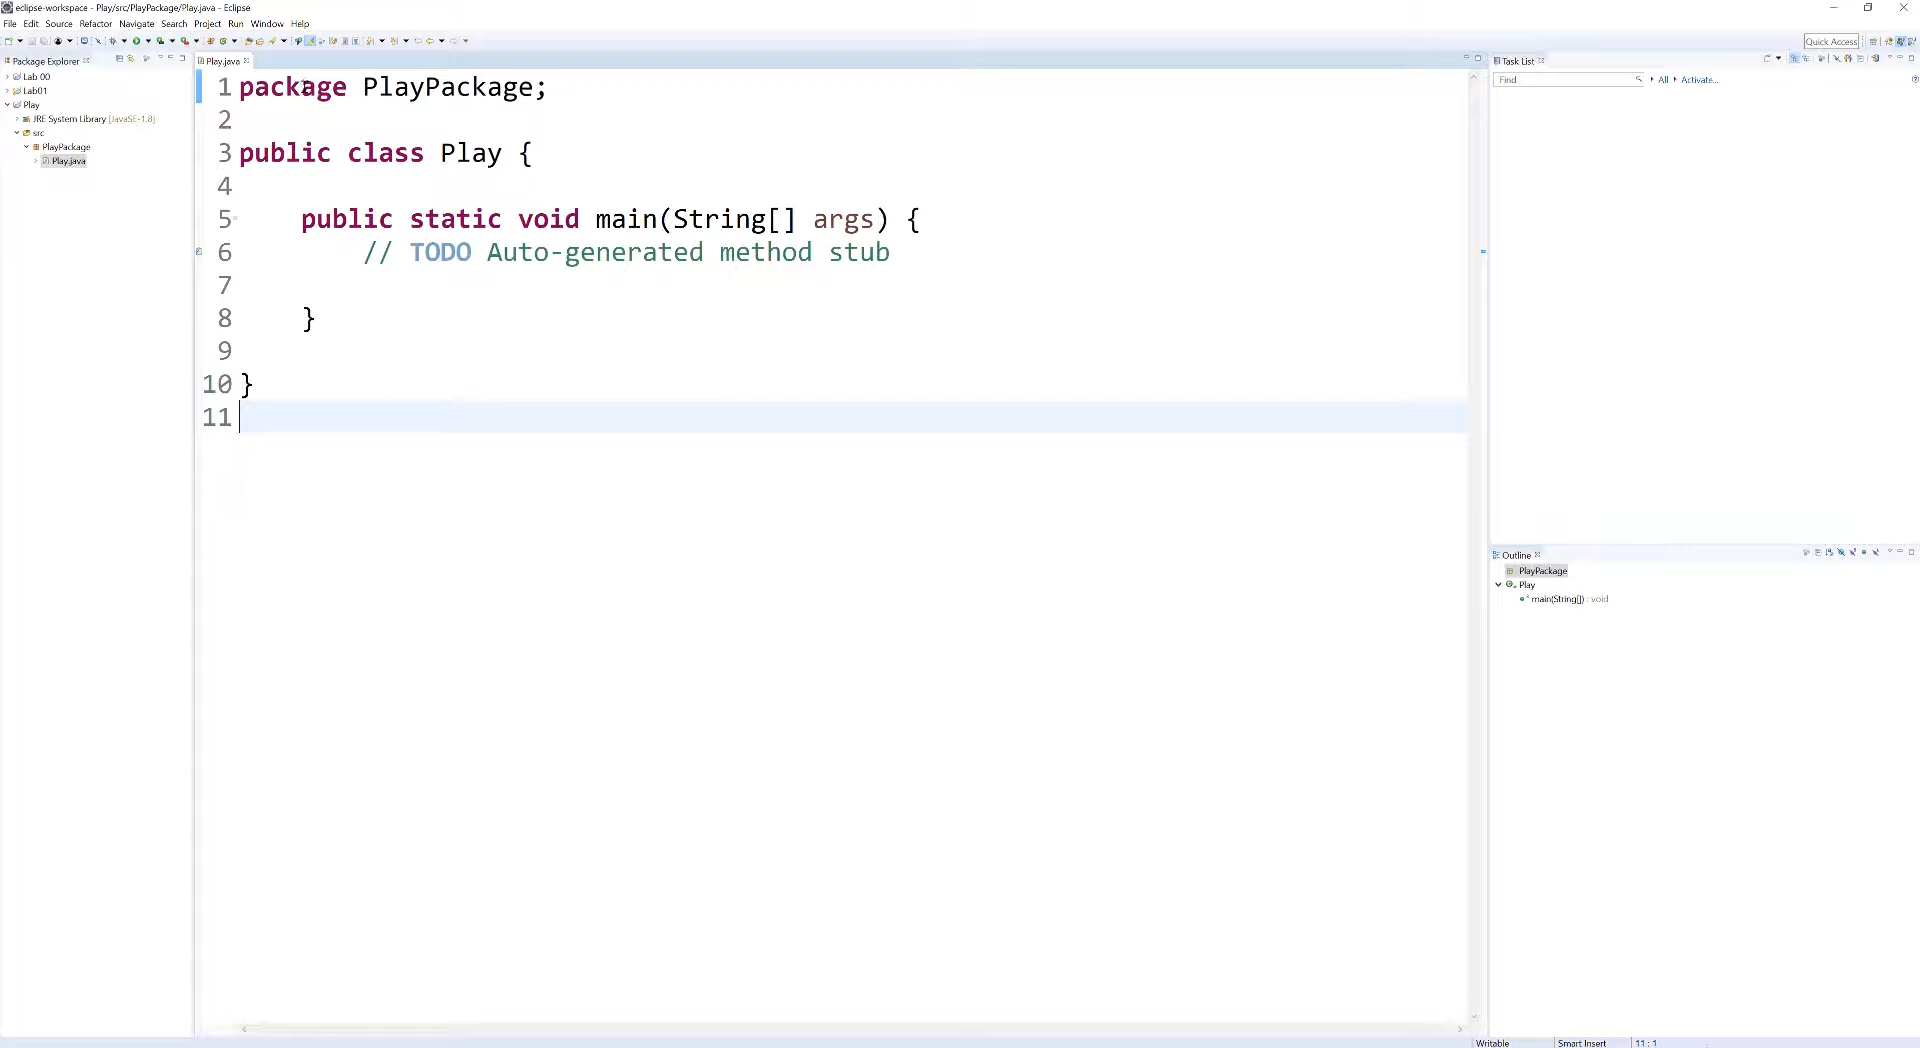 eclipse-workspace - Play/src/PlayPackage/Play.java - Eclipse
File Edit Source Refactor Navigate Search Project Run Window Help
Quick Access
Package Explorer
Lab 00
Lab01
Play
JRE System Library [JavaSE-1.8]
src
PlayPackage
Play.java
Play.java
1 package PlayPackage;
2
3 public class Play {
4
5 public static void main(String[] args) {
6 // TODO Auto-generated method stub
7
8 }
9
10 }
11
Task List
Find All Activate...
Outline
PlayPackage
Play
main(String[]) : void
Writable Smart Insert 11 : 1